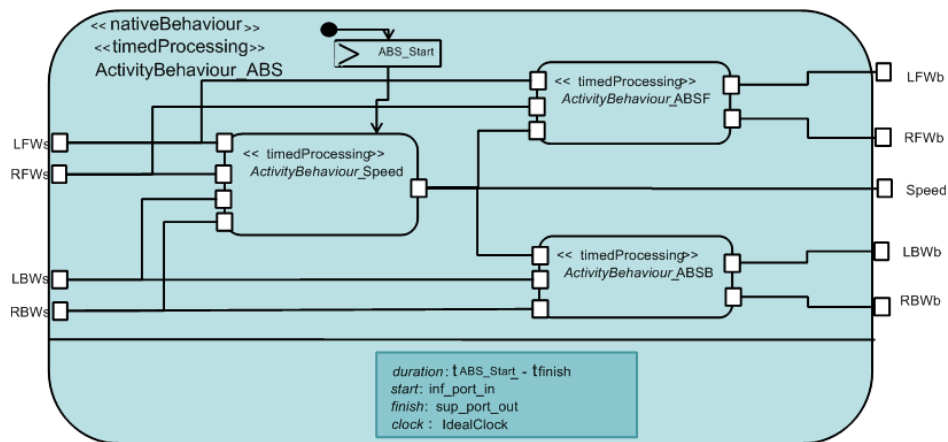 << nativeBehaviour >>
<< timedProcessing>>
ActivityBehaviour_ABS
ABS_Start
<< timedProcessing>>
ActivityBehaviour_ABSF
LFWb
RFWb
LFWs
RFWs
<< timedProcessing>>
ActivityBehaviour_Speed
Speed
LBWs
RBWs
<< timedProcessing>>
ActivityBehaviour_ABSB
LBWb
RBWb
duration: tABS_Start - tfinish
start: inf_port_in
finish: sup_port_out
clock : IdealClock